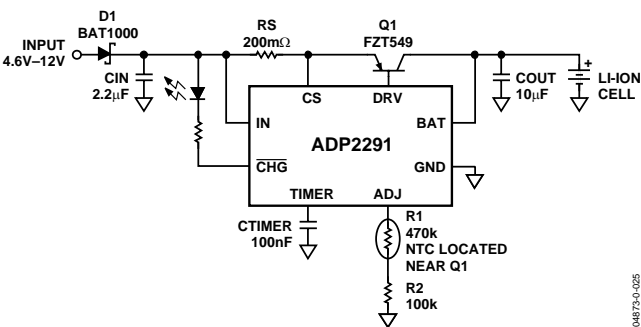 D1
BAT1000
INPUT
4.6V–12V
CIN
2.2μF
RS
200mΩ
Q1
FZT549
COUT
10μF
+
LI-ION
CELL
CS
DRV
IN
BAT
ADP2291
CHG
GND
TIMER
ADJ
CTIMER
100nF
R1
470k
NTC LOCATED
NEAR Q1
R2
100k
04873-0-025